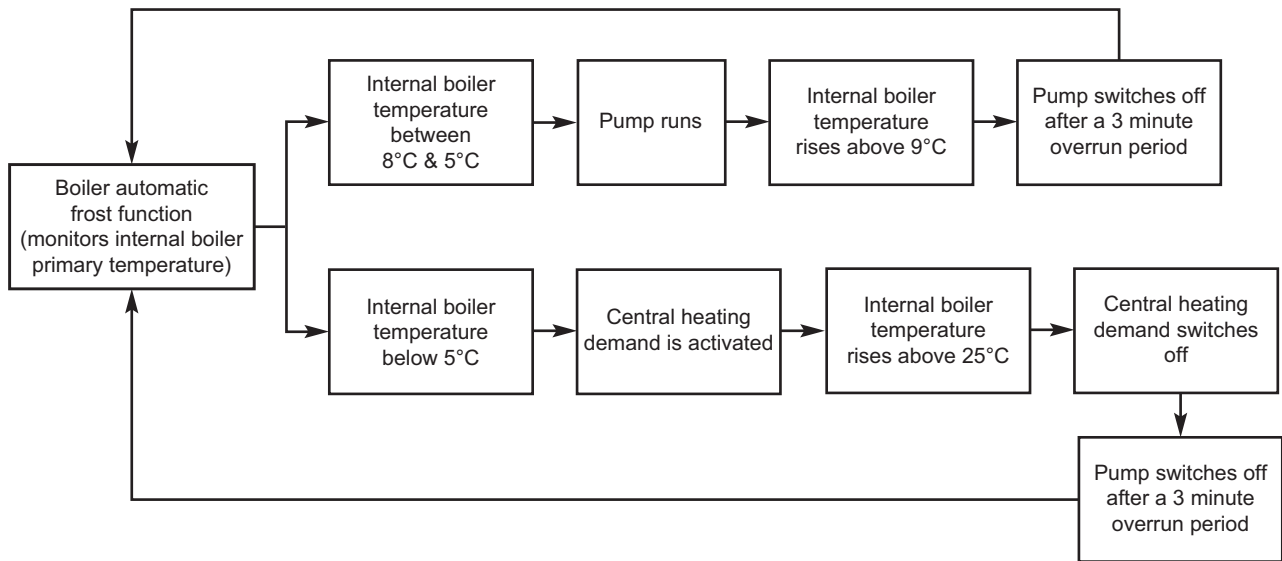 Boiler automatic
frost function
(monitors internal boiler
primary temperature)
Internal boiler
temperature
between
8°C & 5°C
Pump runs
Internal boiler
temperature
rises above 9°C
Pump switches off
after a 3 minute
overrun period
Internal boiler
temperature
below 5°C
Central heating
demand is activated
Internal boiler
temperature
rises above 25°C
Central heating
demand switches
off
Pump switches off
after a 3 minute
overrun period